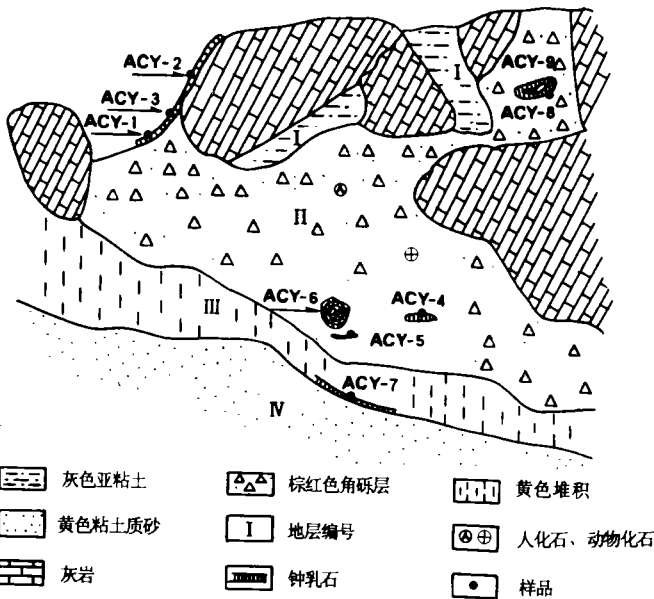 ACY-2
ACY-9
I
ACY-3
ACY-8
ACY-1
I
II
III
ACY-6
ACY-4
ACY-5
ACY-7
IV
灰色亚粘土
棕红色角砾层
黄色堆积
黄色粘土质砂
I
地层编号
人化石、动物化石
灰岩
钟乳石
样品